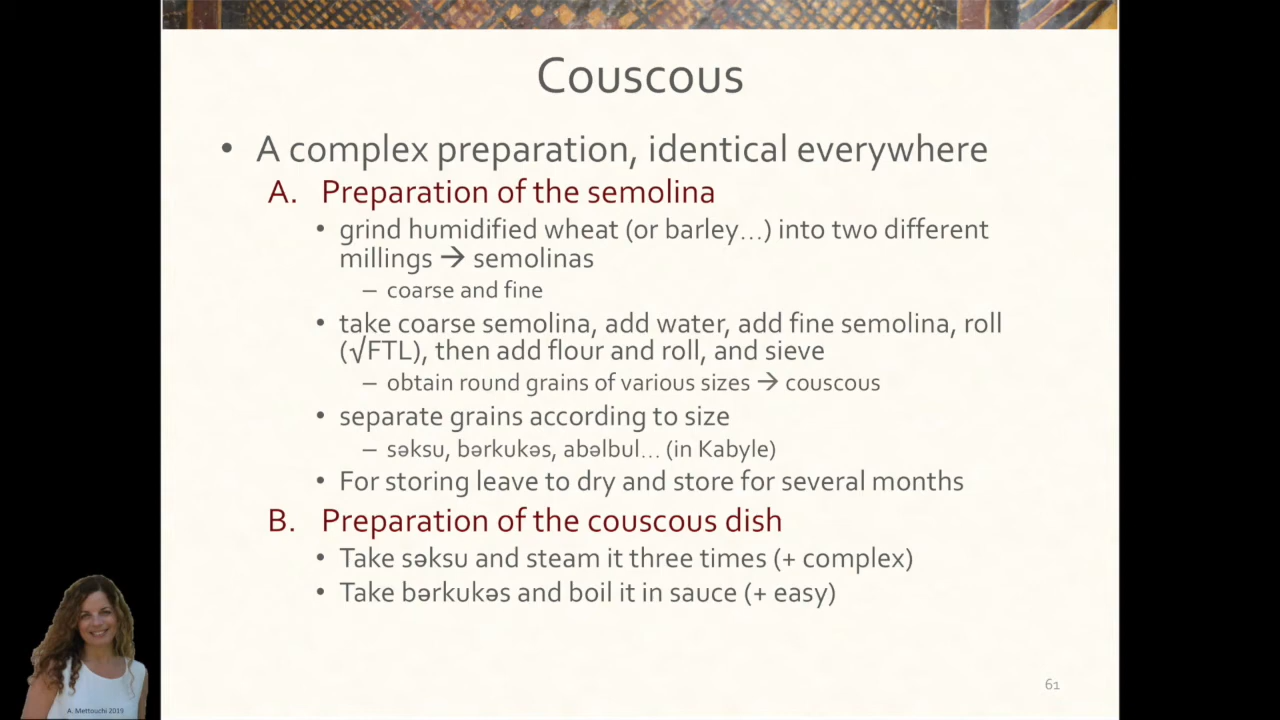 Couscous
• A complex preparation, identical everywhere
A. Preparation of the semolina
• grind humidified wheat (or barley…) into two different
millings → semolinas
– coarse and fine
• take coarse semolina, add water, add fine semolina, roll
(√FTL), then add flour and roll, and sieve
– obtain round grains of various sizes → couscous
• separate grains according to size
– səksu, bərkukəs, abəlbul… (in Kabyle)
• For storing leave to dry and store for several months
B. Preparation of the couscous dish
• Take səksu and steam it three times (+ complex)
• Take bərkukəs and boil it in sauce (+ easy)
61
A. Mettouchi 2019